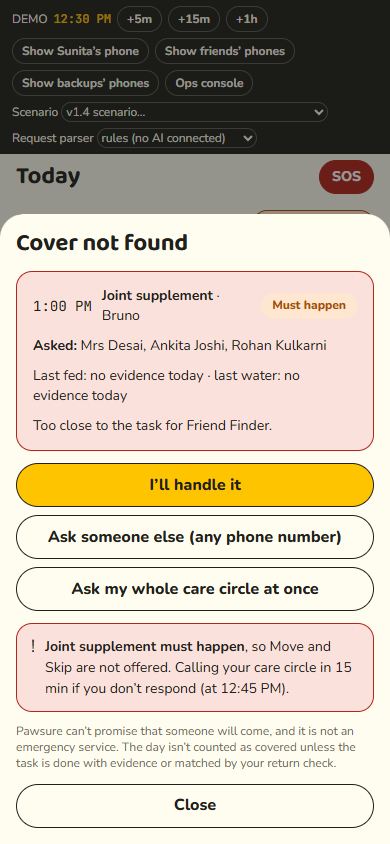 DEMO 12:30 PM +5m +15m +1h
Show Sunita's phone Show friends' phones
Show backups' phones Ops console
Scenario v1.4 scenario...
Request parser rules (no AI connected)
Today SOS
Cover not found
1:00 PM Joint supplement · Must happen
Bruno
Asked: Mrs Desai, Ankita Joshi, Rohan Kulkarni
Last fed: no evidence today · last water: no
evidence today
Too close to the task for Friend Finder.
I'll handle it
Ask someone else (any phone number)
Ask my whole care circle at once
! Joint supplement must happen, so Move and
Skip are not offered. Calling your care circle in 15
min if you don't respond (at 12:45 PM).
Pawsure can't promise that someone will come, and it is not an
emergency service. The day isn't counted as covered unless the
task is done with evidence or matched by your return check.
Close